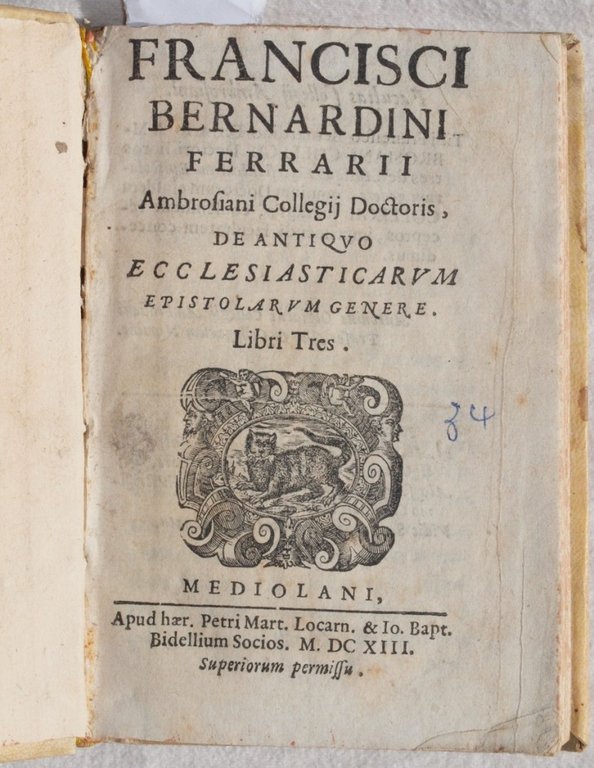 FRANCISCI
BERNARDINI
FERRARII
Ambroſiani Collegij Doctoris,
DE ANTIQVO
ECCLESIASTICARVM
EPISTOLARVM GENERE.
Libri Tres.
34
MEDIOLANI,
Apud hær. Petri Mart. Locarn. & Io. Bapt.
Bidellium Socios. M. DC XIII.
Superiorum permiſſu.